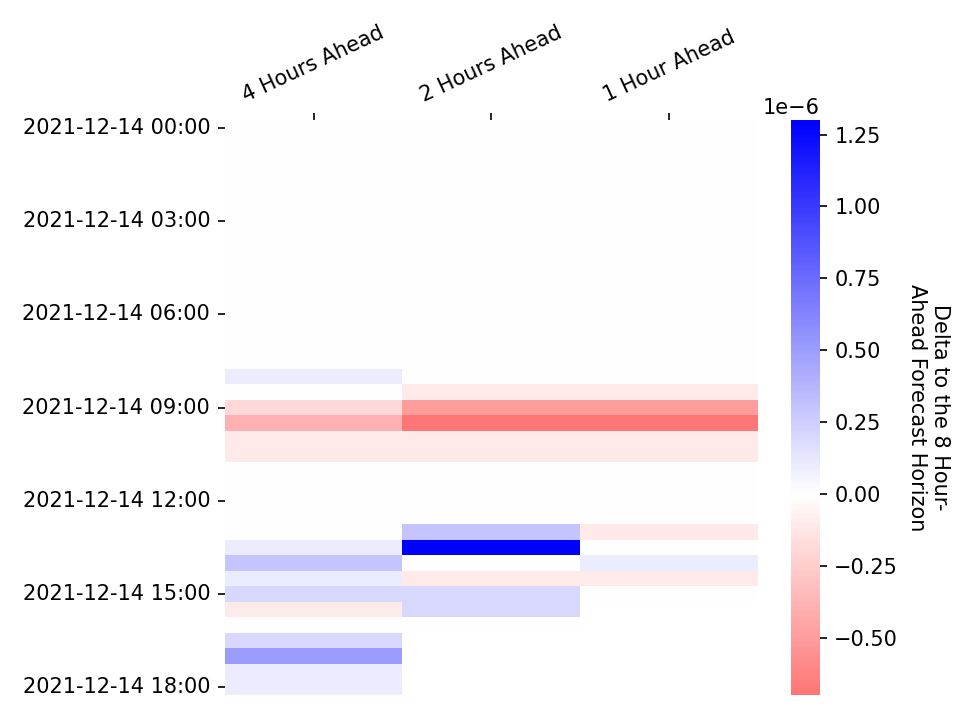 4 Hours Ahead
2 Hours Ahead
1 Hour Ahead
1e−6
2021-12-14 00:00
2021-12-14 03:00
2021-12-14 06:00
2021-12-14 09:00
2021-12-14 12:00
2021-12-14 15:00
2021-12-14 18:00
1.25
1.00
0.75
0.50
0.25
0.00
−0.25
−0.50
Delta to the 8 Hour-
Ahead Forecast Horizon